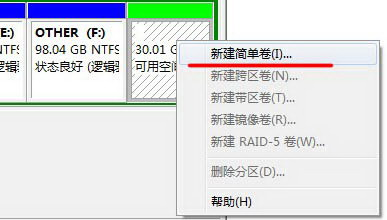 OTHER (F:)
NTFS
98.04 GB NTFS
30.01 G
状态良好 (逻辑
可用空间
新建简单卷(I)...
新建跨区卷(N)...
新建带区卷(T)...
新建镜像卷(R)...
新建 RAID-5 卷(W)...
删除分区(D)...
帮助(H)